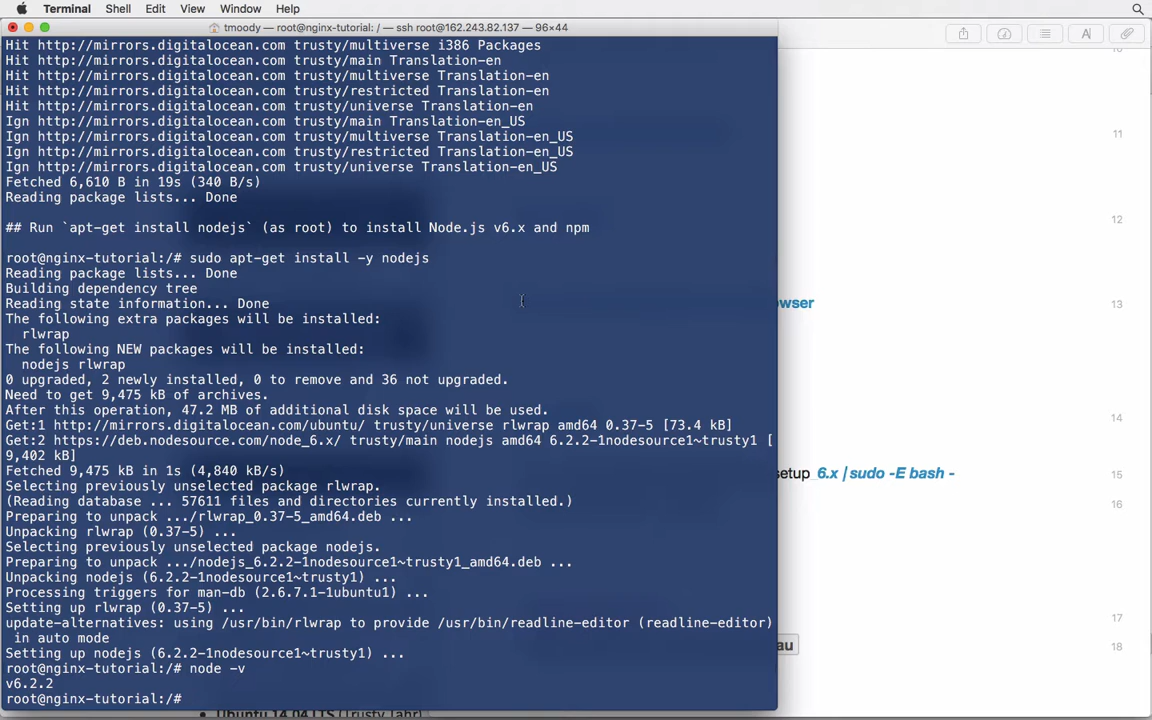 Terminal Shell Edit View Window Help
tmoody — root@nginx-tutorial: / — ssh root@162.243.82.137 — 96×44
Hit http://mirrors.digitalocean.com trusty/multiverse i386 Packages
Hit http://mirrors.digitalocean.com trusty/main Translation-en
Hit http://mirrors.digitalocean.com trusty/multiverse Translation-en
Hit http://mirrors.digitalocean.com trusty/restricted Translation-en
Hit http://mirrors.digitalocean.com trusty/universe Translation-en
Ign http://mirrors.digitalocean.com trusty/main Translation-en_US
Ign http://mirrors.digitalocean.com trusty/multiverse Translation-en_US
Ign http://mirrors.digitalocean.com trusty/restricted Translation-en_US
Ign http://mirrors.digitalocean.com trusty/universe Translation-en_US
Fetched 6,610 B in 19s (340 B/s)
Reading package lists... Done
## Run `apt-get install nodejs` (as root) to install Node.js v6.x and npm
root@nginx-tutorial:/# sudo apt-get install -y nodejs
Reading package lists... Done
Building dependency tree
Reading state information... Done
The following extra packages will be installed:
rlwrap
The following NEW packages will be installed:
nodejs rlwrap
0 upgraded, 2 newly installed, 0 to remove and 36 not upgraded.
Need to get 9,475 kB of archives.
After this operation, 47.2 MB of additional disk space will be used.
Get:1 http://mirrors.digitalocean.com/ubuntu/ trusty/universe rlwrap amd64 0.37-5 [73.4 kB]
Get:2 https://deb.nodesource.com/node_6.x/ trusty/main nodejs amd64 6.2.2-1nodesource1~trusty1 [
9,402 kB]
Fetched 9,475 kB in 1s (4,840 kB/s)
Selecting previously unselected package rlwrap.
(Reading database ... 57611 files and directories currently installed.)
Preparing to unpack .../rlwrap_0.37-5_amd64.deb ...
Unpacking rlwrap (0.37-5) ...
Selecting previously unselected package nodejs.
Preparing to unpack .../nodejs_6.2.2-1nodesource1~trusty1_amd64.deb ...
Unpacking nodejs (6.2.2-1nodesource1~trusty1) ...
Processing triggers for man-db (2.6.7.1-1ubuntu1) ...
Setting up rlwrap (0.37-5) ...
update-alternatives: using /usr/bin/rlwrap to provide /usr/bin/readline-editor (readline-editor)
in auto mode
Setting up nodejs (6.2.2-1nodesource1~trusty1) ...
root@nginx-tutorial:/# node -v
v6.2.2
root@nginx-tutorial:/#
11
12
wser 13
14
setup_6.x | sudo -E bash - 15
16
17
au 18
Ubuntu 14.04 LTS (Trusty Tahr)